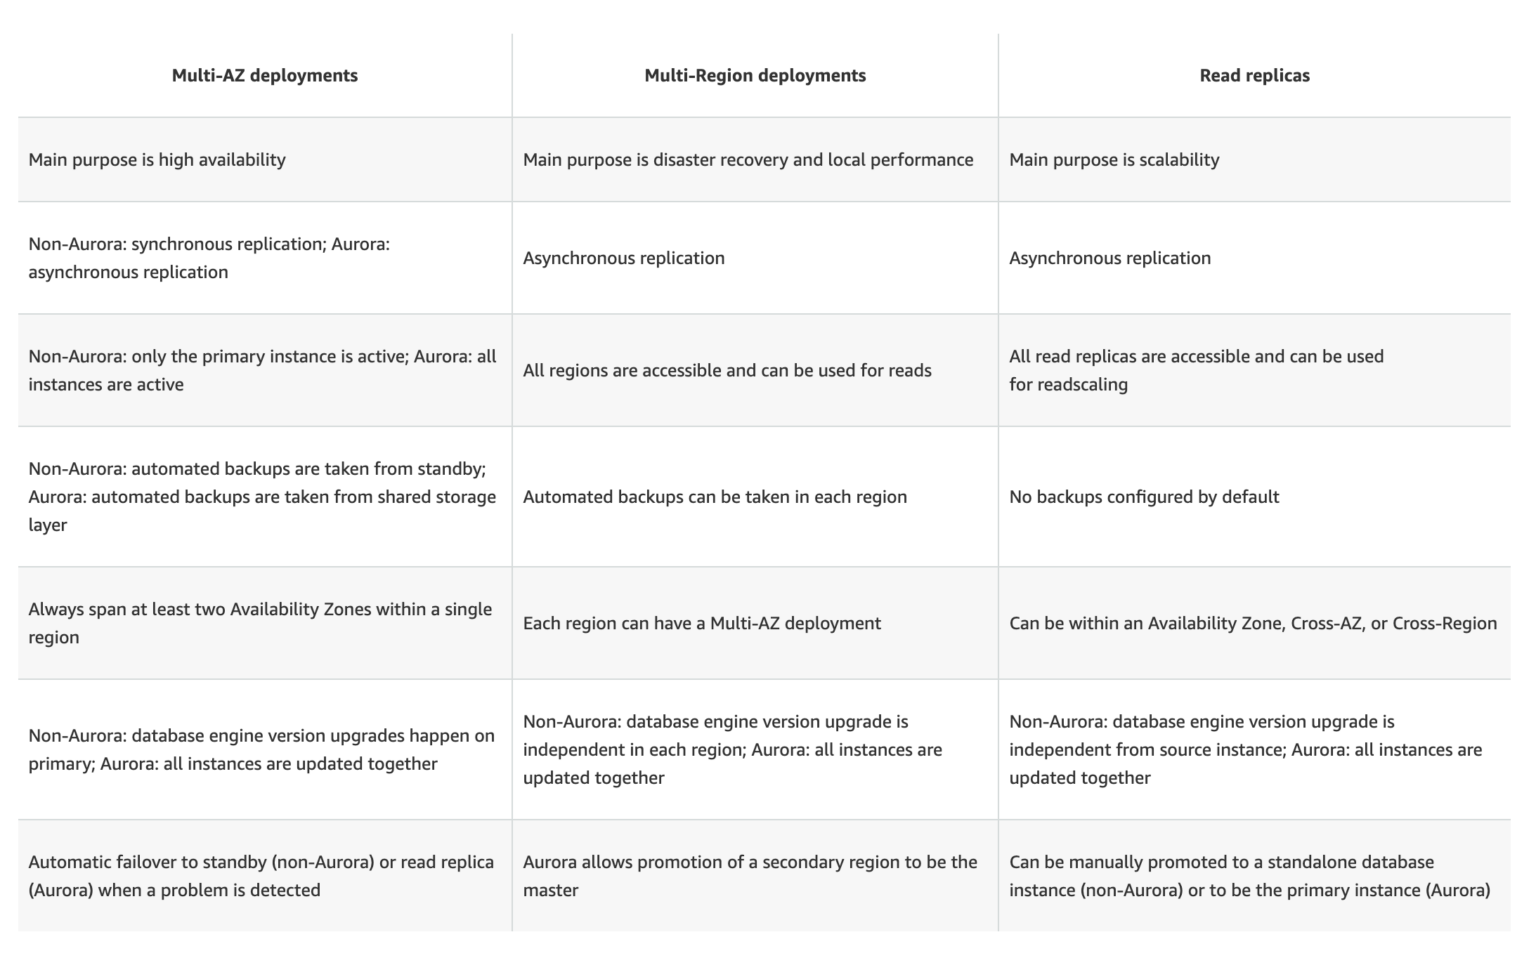 Multi-AZ deployments
Multi-Region deployments
Read replicas
Main purpose is high availability
Main purpose is disaster recovery and local performance
Main purpose is scalability
Non-Aurora: synchronous replication; Aurora:
asynchronous replication
Asynchronous replication
Asynchronous replication
Non-Aurora: only the primary instance is active; Aurora: all
instances are active
All regions are accessible and can be used for reads
All read replicas are accessible and can be used
for readscaling
Non-Aurora: automated backups are taken from standby;
Aurora: automated backups are taken from shared storage
layer
Automated backups can be taken in each region
No backups configured by default
Always span at least two Availability Zones within a single
region
Each region can have a Multi-AZ deployment
Can be within an Availability Zone, Cross-AZ, or Cross-Region
Non-Aurora: database engine version upgrades happen on
primary; Aurora: all instances are updated together
Non-Aurora: database engine version upgrade is
independent in each region; Aurora: all instances are
updated together
Non-Aurora: database engine version upgrade is
independent from source instance; Aurora: all instances are
updated together
Automatic failover to standby (non-Aurora) or read replica
(Aurora) when a problem is detected
Aurora allows promotion of a secondary region to be the
master
Can be manually promoted to a standalone database
instance (non-Aurora) or to be the primary instance (Aurora)